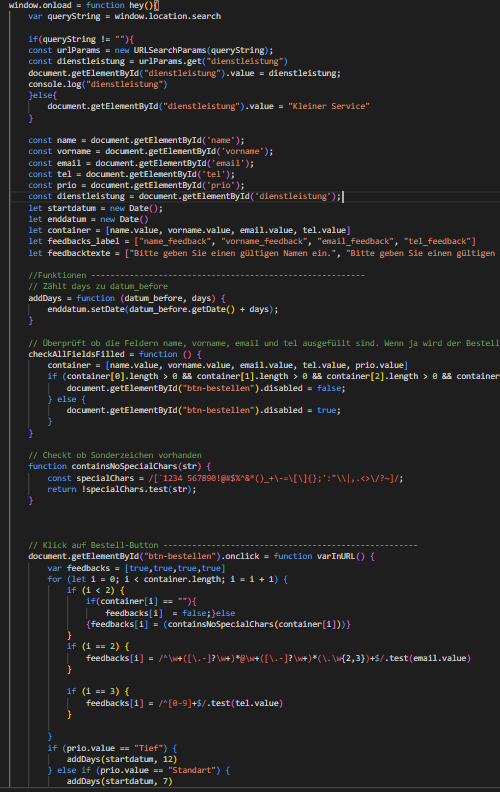 window.onload = function hey(){
var queryString = window.location.search
if(queryString != ""){
const urlParams = new URLSearchParams(queryString);
const dienstleistung = urlParams.get("dienstleistung")
document.getElementById("dienstleistung").value = dienstleistung;
console.log("dienstleistung")
}else{
document.getElementById("dienstleistung").value = "Kleiner Service"
}
const name = document.getElementById('name');
const vorname = document.getElementById('vorname');
const email = document.getElementById('email');
const tel = document.getElementById('tel');
const prio = document.getElementById('prio');
const dienstleistung = document.getElementById('dienstleistung');
let startdatum = new Date();
let enddatum = new Date()
let container = [name.value, vorname.value, email.value, tel.value]
let feedbacks_label = ["name_feedback", "vorname_feedback", "email_feedback", "tel_feedback"]
let feedbacktexte = ["Bitte geben Sie einen gültigen Namen ein.", "Bitte geben Sie einen gültigen
//Funktionen ----------------------------------------------------------
// Zählt days zu datum_before
addDays = function (datum_before, days) {
enddatum.setDate(datum_before.getDate() + days);
}
// Überprüft ob die Feldern name, vorname, email und tel ausgefüllt sind. Wenn ja wird der Bestell
checkAllFieldsFilled = function () {
container = [name.value, vorname.value, email.value, tel.value, prio.value]
if (container[0].length > 0 && container[1].length > 0 && container[2].length > 0 && container
document.getElementById("btn-bestellen").disabled = false;
} else {
document.getElementById("btn-bestellen").disabled = true;
}
}
// Checkt ob Sonderzeichen vorhanden
function containsNoSpecialChars(str) {
const specialChars = /[`1234 567890!@#$%^&*()_+\-=\[\]{};':"\\|,.<>\/?~]/;
return !specialChars.test(str);
}
// Klick auf Bestell-Button ------------------------------------------------------
document.getElementById("btn-bestellen").onclick = function varInURL() {
var feedbacks = [true,true,true,true]
for (let i = 0; i < container.length; i = i + 1) {
if (i < 2) {
if(container[i] == ""){
feedbacks[i] = false;}else
{feedbacks[i] = (containsNoSpecialChars(container[i]))}
}
if (i == 2) {
feedbacks[i] = /^\w+([\.-]?\w+)*@\w+([\.-]?\w+)*(\.\w{2,3})+$/.test(email.value)
}
if (i == 3) {
feedbacks[i] = /^[0-9]+$/.test(tel.value)
}
}
if (prio.value == "Tief") {
addDays(startdatum, 12)
} else if (prio.value == "Standart") {
addDays(startdatum, 7)